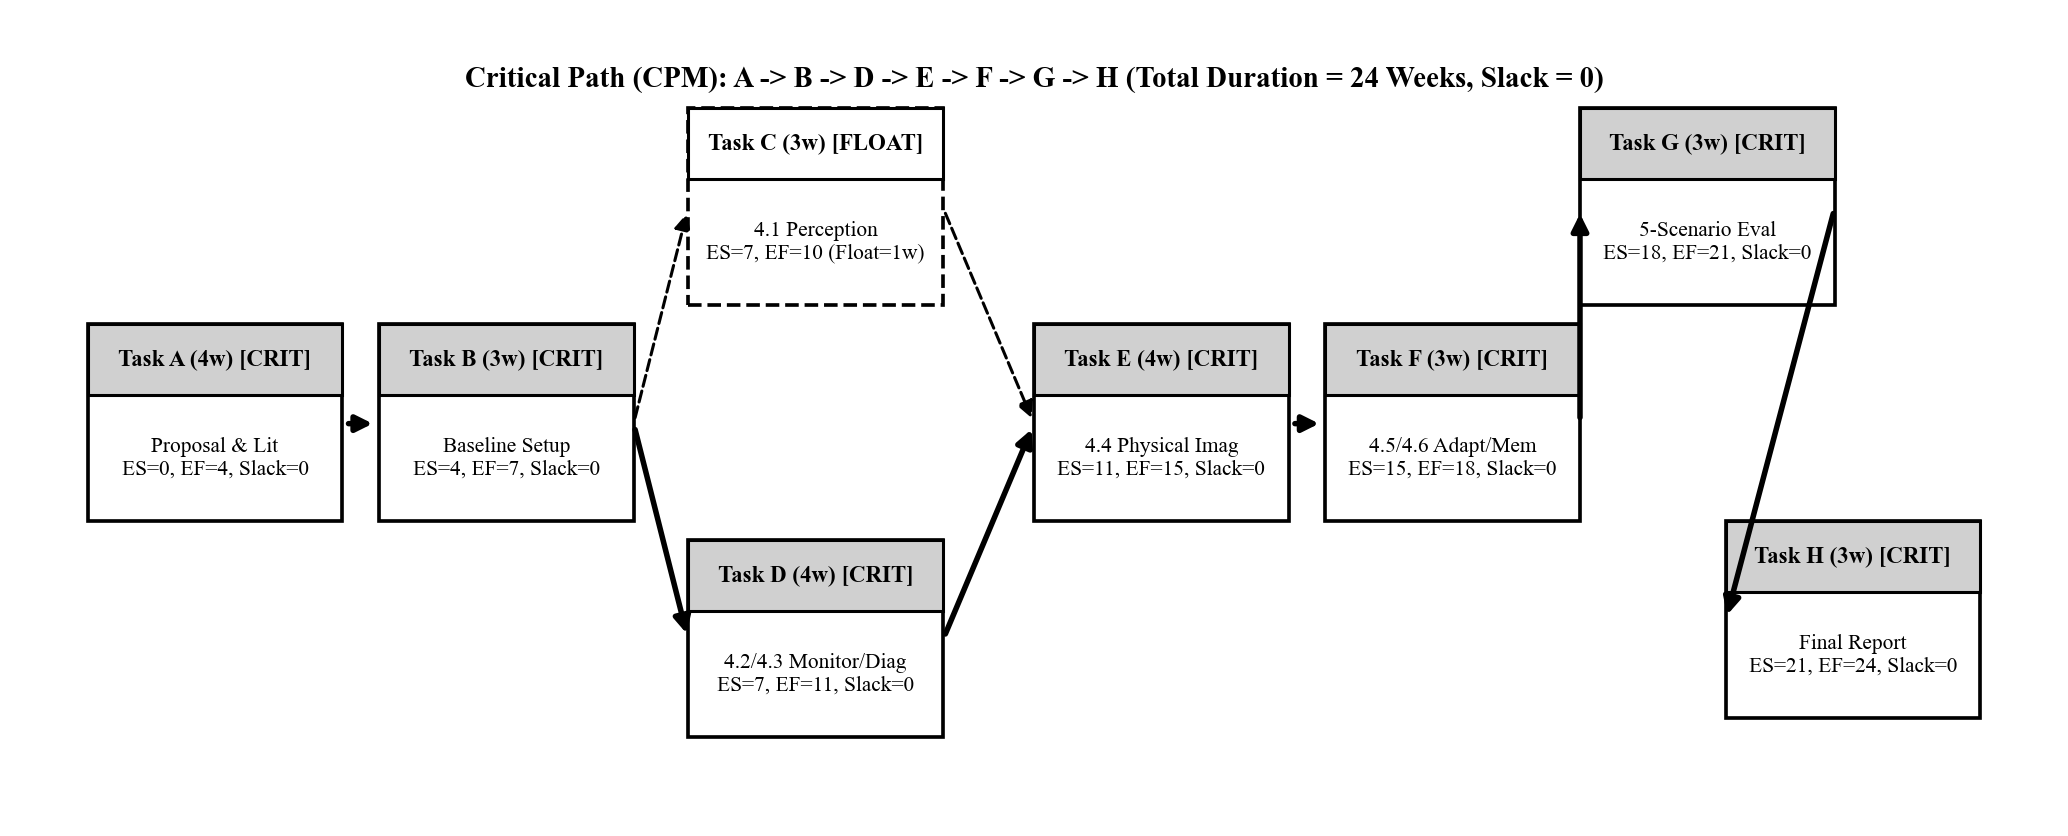 Critical Path (CPM): A -> B -> D -> E -> F -> G -> H (Total Duration = 24 Weeks, Slack = 0)
Task A (4w) [CRIT]
Proposal & Lit
ES=0, EF=4, Slack=0
Task B (3w) [CRIT]
Baseline Setup
ES=4, EF=7, Slack=0
Task C (3w) [FLOAT]
4.1 Perception
ES=7, EF=10 (Float=1w)
Task D (4w) [CRIT]
4.2/4.3 Monitor/Diag
ES=7, EF=11, Slack=0
Task E (4w) [CRIT]
4.4 Physical Imag
ES=11, EF=15, Slack=0
Task F (3w) [CRIT]
4.5/4.6 Adapt/Mem
ES=15, EF=18, Slack=0
Task G (3w) [CRIT]
5-Scenario Eval
ES=18, EF=21, Slack=0
Task H (3w) [CRIT]
Final Report
ES=21, EF=24, Slack=0